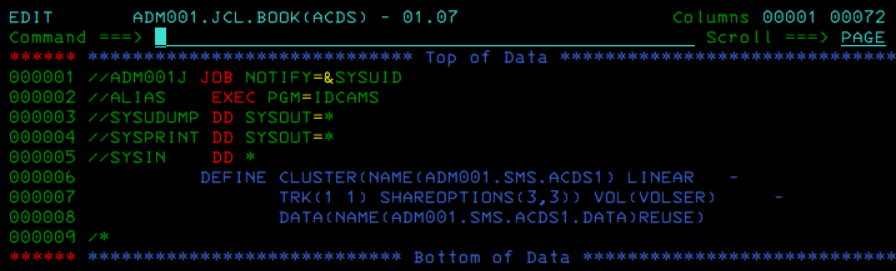 EDIT       ADM001.JCL.BOOK(ACDS) - 01.07                    Columns 00001 00072
Command ===>                                                  Scroll ===> PAGE
****** ***************************** Top of Data ******************************
000001 //ADM001J JOB NOTIFY=&SYSUID
000002 //ALIAS    EXEC PGM=IDCAMS
000003 //SYSUDUMP DD SYSOUT=*
000004 //SYSPRINT DD SYSOUT=*
000005 //SYSIN    DD *
000006           DEFINE CLUSTER(NAME(ADM001.SMS.ACDS1) LINEAR   -
000007                  TRK(1 1) SHAREOPTIONS(3,3)) VOL(VOLSER)     -
000008                  DATA(NAME(ADM001.SMS.ACDS1.DATA)REUSE)
000009 /*
****** **************************** Bottom of Data ****************************